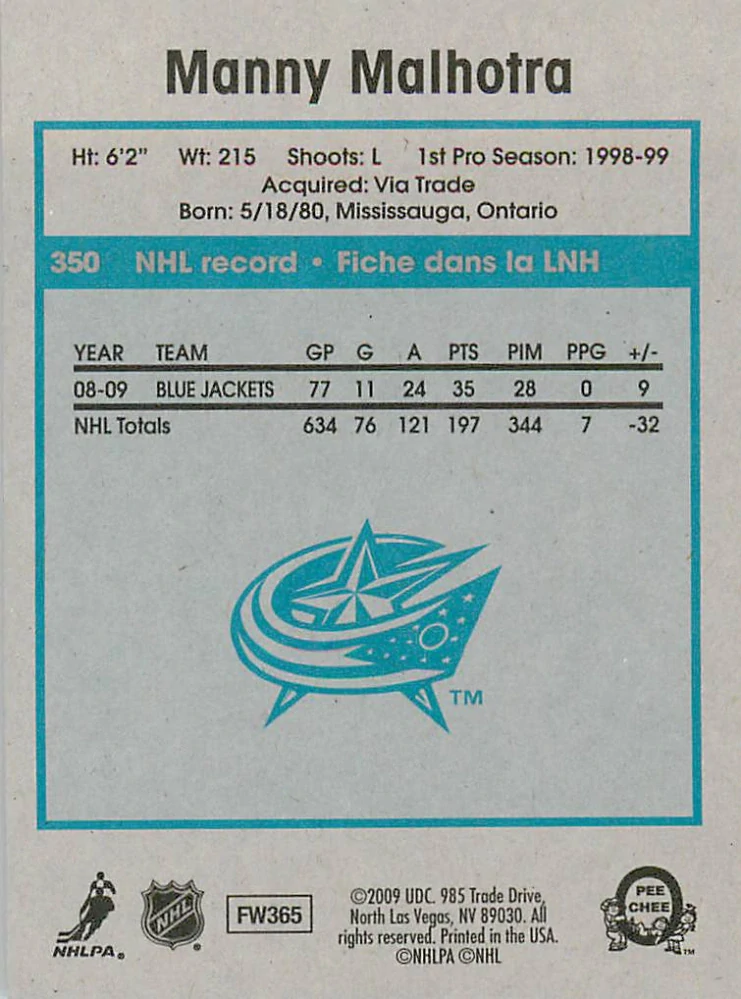 Manny Malhotra
Ht: 6'2" Wt: 215 Shoots: L 1st Pro Season: 1998-99
Acquired: Via Trade
Born: 5/18/80, Mississauga, Ontario
350 NHL record • Fiche dans la LNH
YEAR TEAM GP G A PTS PIM PPG +/-
08-09 BLUE JACKETS 77 11 24 35 28 0 9
NHL Totals 634 76 121 197 344 7 -32
TM
NHLPA®
NHL®
FW365
©2009 UDC. 985 Trade Drive,
North Las Vegas, NV 89030. All
rights reserved. Printed in the USA.
©NHLPA ©NHL
O
PEE
CHEE
TM